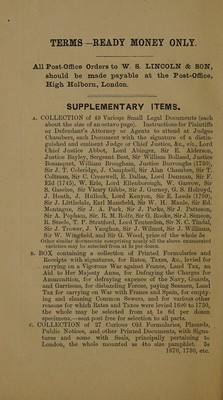 TERMS—READY MONEY ONLY.
All Post-Office Orders to W. S. LINCOLN & SON,
should be made payable at the Post-Office,
High Holborn, London.
SUPPLEMENTARY ITEMS.
A. COLLECTION of 49 Various Small Legal Documents (each
about the size of an octavo page). Instructions for Plaintiffs
or Defendant's Attorney or Agents to attend at Judges
Chambers, each Document with the signature of a distin-
guished and eminent Judge or Chief Justice, &c, viz., Lord
Chief Justice Abbot, Lord Abinger, Sir E. Alderson,
Justice Bayley, Sergeant Best, Sir William Bolland, Justice
Bosanquet, William Brougham, Justice Burroughs (1750),
Sir J. T. Coleridge, J. Campbell, Sir Alan Chambre, Sir T.
Coltman, Sir C. Cresswell, R. Dallas, Lord Denman, Sir F.
Eld (1745), W. Erle, Lord Ellenborough, W. Garrow, Sir
S. Gaselee, Sir Vicary Gibbs, Sir J. Gurney, G. S. Holroyd,
J. Heath, J. Hullock, Lord Kenyon, Sir E. Leeds (1750),
Sir J. Littledale, Earl Mansfield, Sir W. H. Maule, Sir Bd.
Montagne, Sir J. A. Park, Sir J. Parke, Sir J. Patteson,
Sir A. Popham, Sir. R. M. Rolfe, Sir G. Rooke, Sir J. Simeon,
R. Steele, T. P. Stratford, Lord Tenterden, Sir N. C. Tindal,
Sir J. Trower, J. Vaughan, Sir J. Wilmot, Sir J. Williams,
Sir W. Wingfield, and Sir G. Wood, price of the whole 5s
Other similar documents comprising nearly all the above enumerated
varieties may be selected from at 3s per dozen.
B. BOX containing a collection of Printed Formularies and
Receipts with signatures, for Rates, Taxes, &c., levied for
carrying on a Vigorous War against France, Land Tax, an
Aid to Her Majesty Anne, for Defraying the Charges for
Ammunition, for defraying expence of the Navy, Guards,
and Garrisons, for disbanding Forces, paying Seamen, Land
Tax for carrying on War with France and Spain, for empty-
ing and cleaning Common Sewers, and for various other
reasons for which Rates and Taxes were levied 1680 to 1750,
the whole may be selected from at 1s 6d per dozen
specimens,—sent post free for selection to all parts.
C. COLLECTION of 27 Curious Old Formularies, Placards,
Public Notices, and other Printed Documents, with Signa-
tures and some with Seals, principally pertaining to
London, the whole mounted as 4to size pamphlet. 5s
1670, 1730, etc.